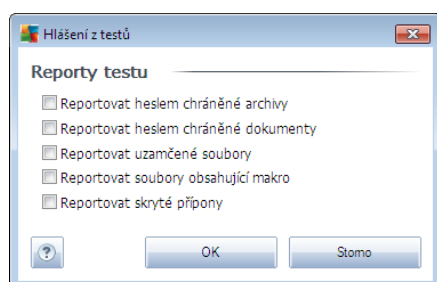 Hlášení z testů
Reporty testu
Reportovat heslem chráněné archivy
Reportovat heslem chráněné dokumenty
Reportovat uzamčené soubory
Reportovat soubory obsahující makro
Reportovat skryté přípony
?
OK
Stomo